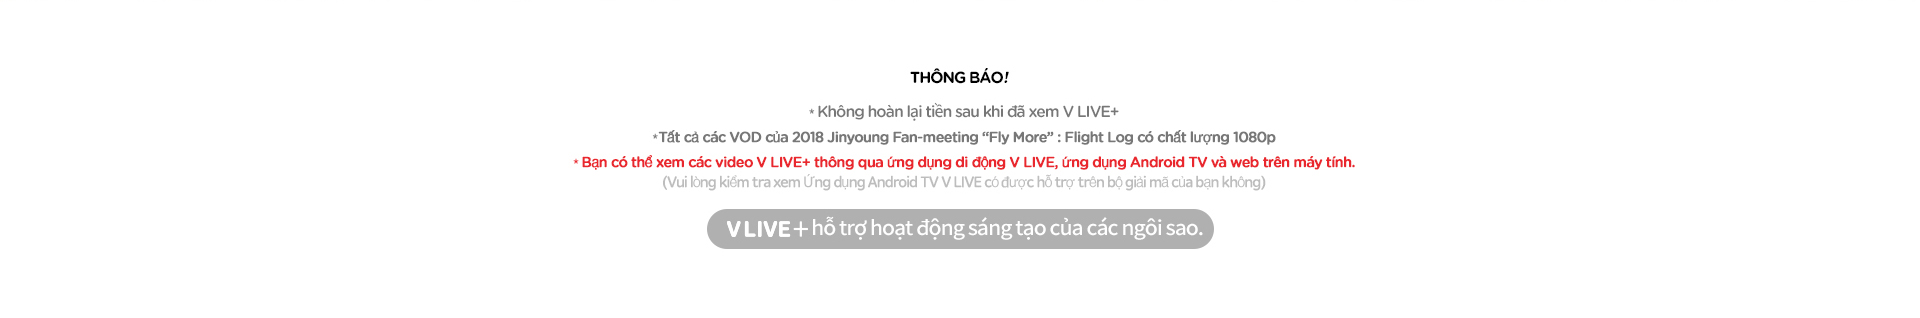 THÔNG BÁO!
* Không hoàn lại tiền sau khi đã xem V LIVE+
*Tất cả các VOD của 2018 Jinyoung Fan-meeting “Fly More” : Flight Log có chất lượng 1080p
* Bạn có thể xem các video V LIVE+ thông qua ứng dụng di động V LIVE, ứng dụng Android TV và web trên máy tính.
(Vui lòng kiểm tra xem Ứng dụng Android TV V LIVE có được hỗ trợ trên bộ giải mã của bạn không)
V LIVE+ hỗ trợ hoạt động sáng tạo của các ngôi sao.